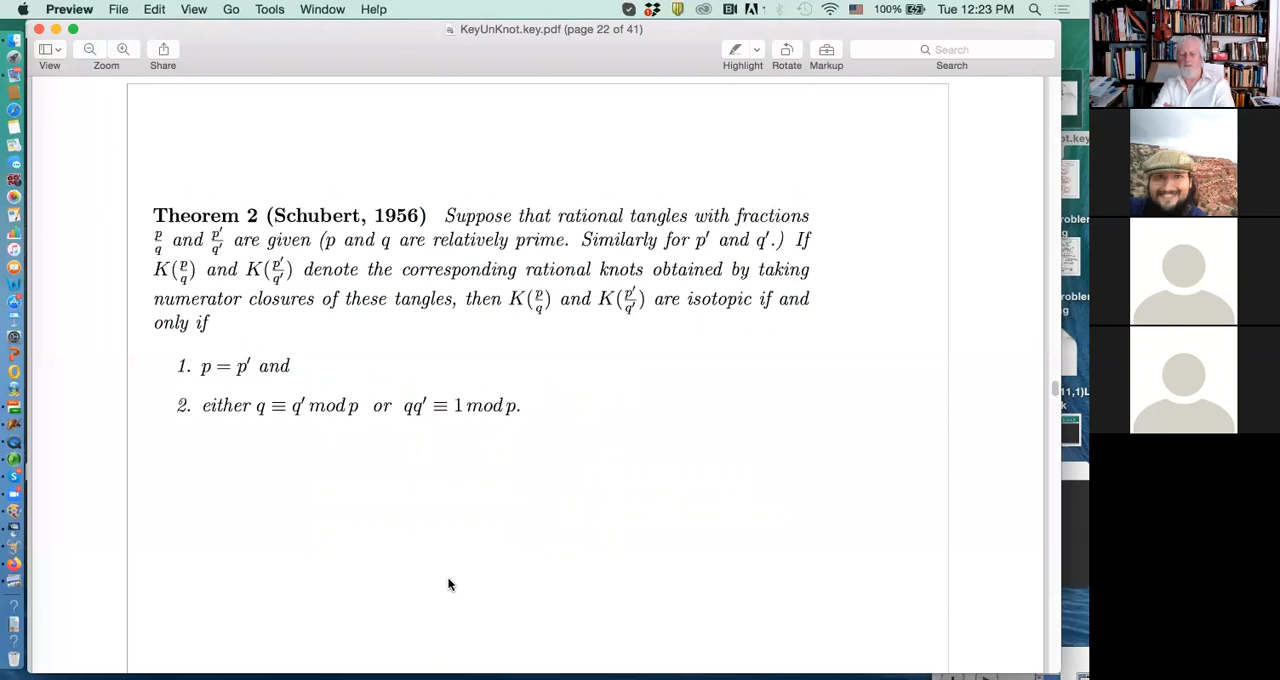 Preview File Edit View Go Tools Window Help 100% Tue 12:23 PM
KeyUnKnot.key.pdf (page 22 of 41)
View Zoom Share Highlight Rotate Markup Search
Search
Theorem 2 (Schubert, 1956) Suppose that rational tangles with fractions
p/q and p′/q′ are given (p and q are relatively prime. Similarly for p′ and q′.) If
K(p/q) and K(p′/q′) denote the corresponding rational knots obtained by taking
numerator closures of these tangles, then K(p/q) and K(p′/q′) are isotopic if and
only if
1. p = p′ and
2. either q ≡ q′ mod p or qq′ ≡ 1 mod p.